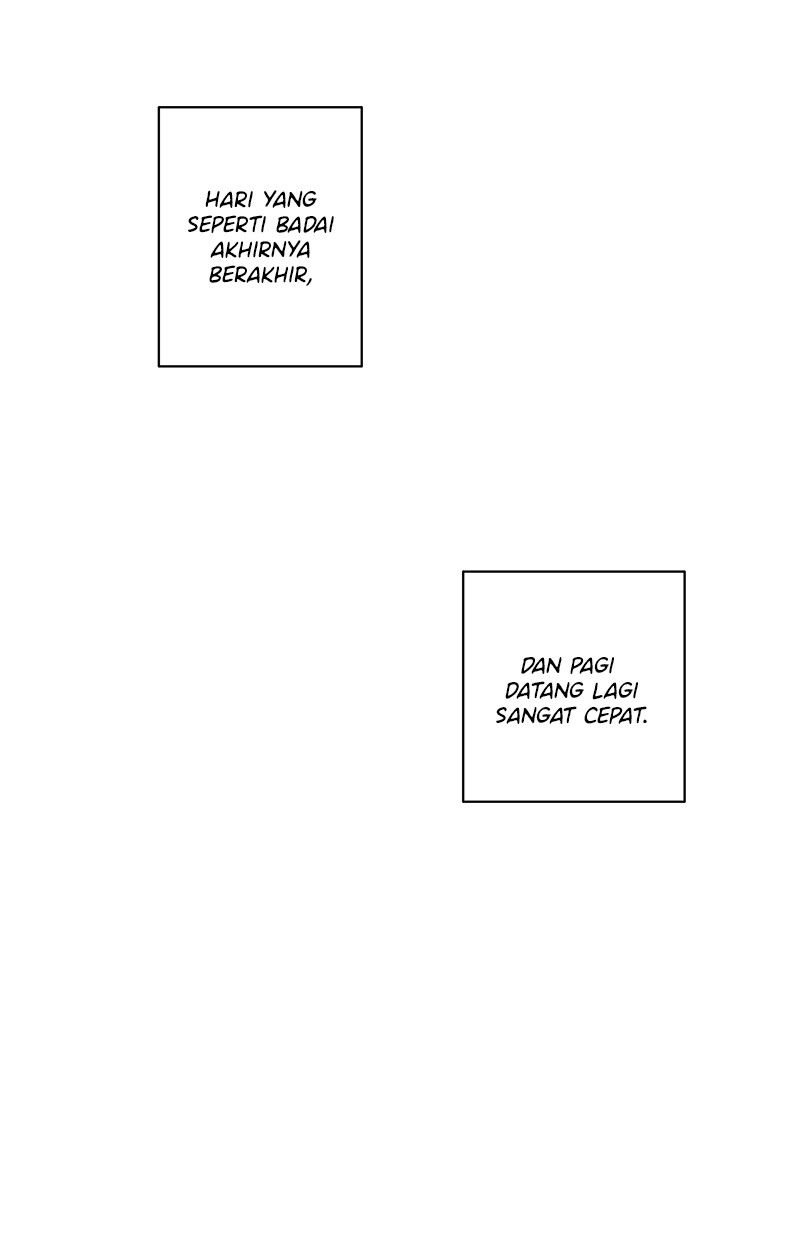 HARI YANG
SEPERTI BADAI
AKHIRNYA
BERAKHIR,
DAN PAGI
DATANG LAGI
SANGAT CEPAT.